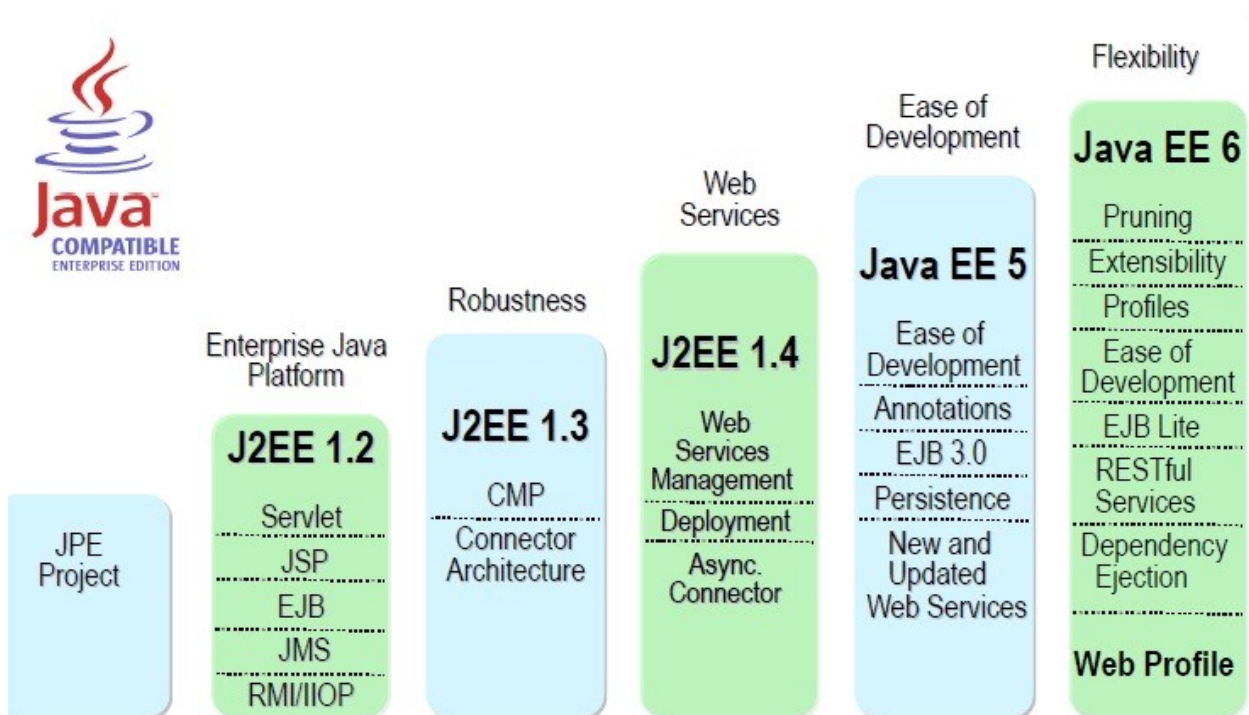 Java™
COMPATIBLE
ENTERPRISE EDITION
JPE
Project
Enterprise Java
Platform
J2EE 1.2
Servlet
JSP
EJB
JMS
RMI/IIOP
Robustness
J2EE 1.3
CMP
Connector
Architecture
Web
Services
J2EE 1.4
Web
Services
Management
Deployment
Async.
Connector
Ease of
Development
Java EE 5
Ease of
Development
Annotations
EJB 3.0
Persistence
New and
Updated
Web Services
Flexibility
Java EE 6
Pruning
Extensibility
Profiles
Ease of
Development
EJB Lite
RESTful
Services
Dependency
Ejection
Web Profile